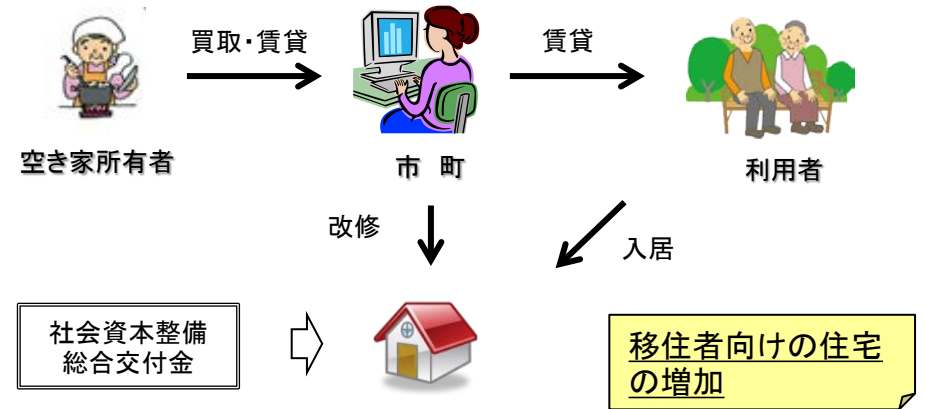 買取・賃貸
賃貸
空き家所有者
市 町
利用者
改修
入居
社会資本整備
総合交付金
移住者向けの住宅
の増加